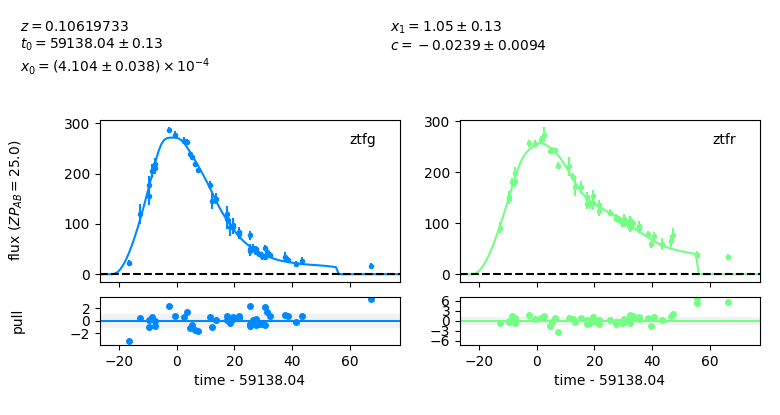 z = 0.10619733
t₀ = 59138.04 ± 0.13
x₀ = (4.104 ± 0.038) × 10⁻⁴
x₁ = 1.05 ± 0.13
c = −0.0239 ± 0.0094
flux (ZP_AB = 25.0)
300
200
100
0
ztfg
300
200
100
0
ztfr
pull
2
0
−2
6
3
0
−3
−6
−20 0 20 40 60
−20 0 20 40 60
time - 59138.04
time - 59138.04